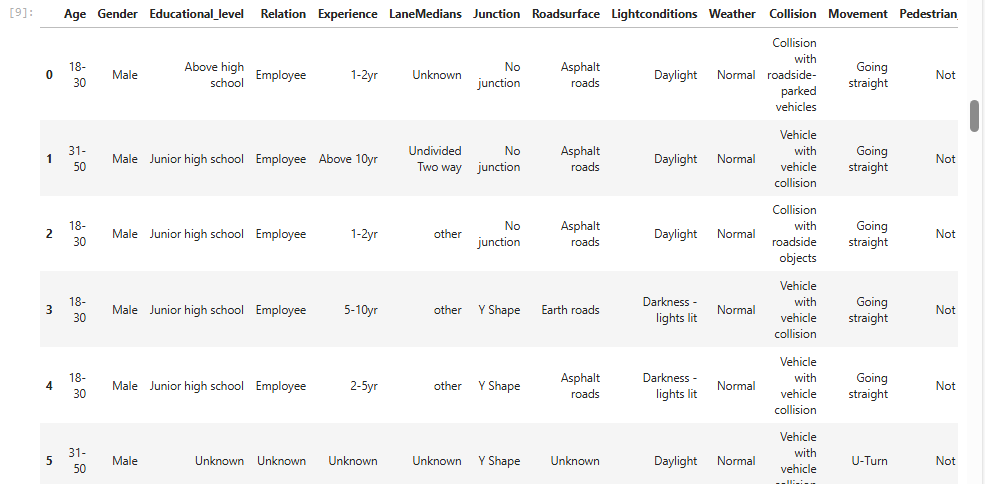 [9]:
Age Gender Educational_level Relation Experience LaneMedians Junction Roadsurface Lightconditions Weather Collision Movement Pedestrian_
0 18-30 Male Above high school Employee 1-2yr Unknown No junction Asphalt roads Daylight Normal Collision with roadside-parked vehicles Going straight Not
1 31-50 Male Junior high school Employee Above 10yr Undivided Two way No junction Asphalt roads Daylight Normal Vehicle with vehicle collision Going straight Not
2 18-30 Male Junior high school Employee 1-2yr other No junction Asphalt roads Daylight Normal Collision with roadside objects Going straight Not
3 18-30 Male Junior high school Employee 5-10yr other Y Shape Earth roads Darkness - lights lit Normal Vehicle with vehicle collision Going straight Not
4 18-30 Male Junior high school Employee 2-5yr other Y Shape Asphalt roads Darkness - lights lit Normal Vehicle with vehicle collision Going straight Not
5 31-50 Male Unknown Unknown Unknown Unknown Y Shape Unknown Daylight Normal Vehicle with vehicle U-Turn Not